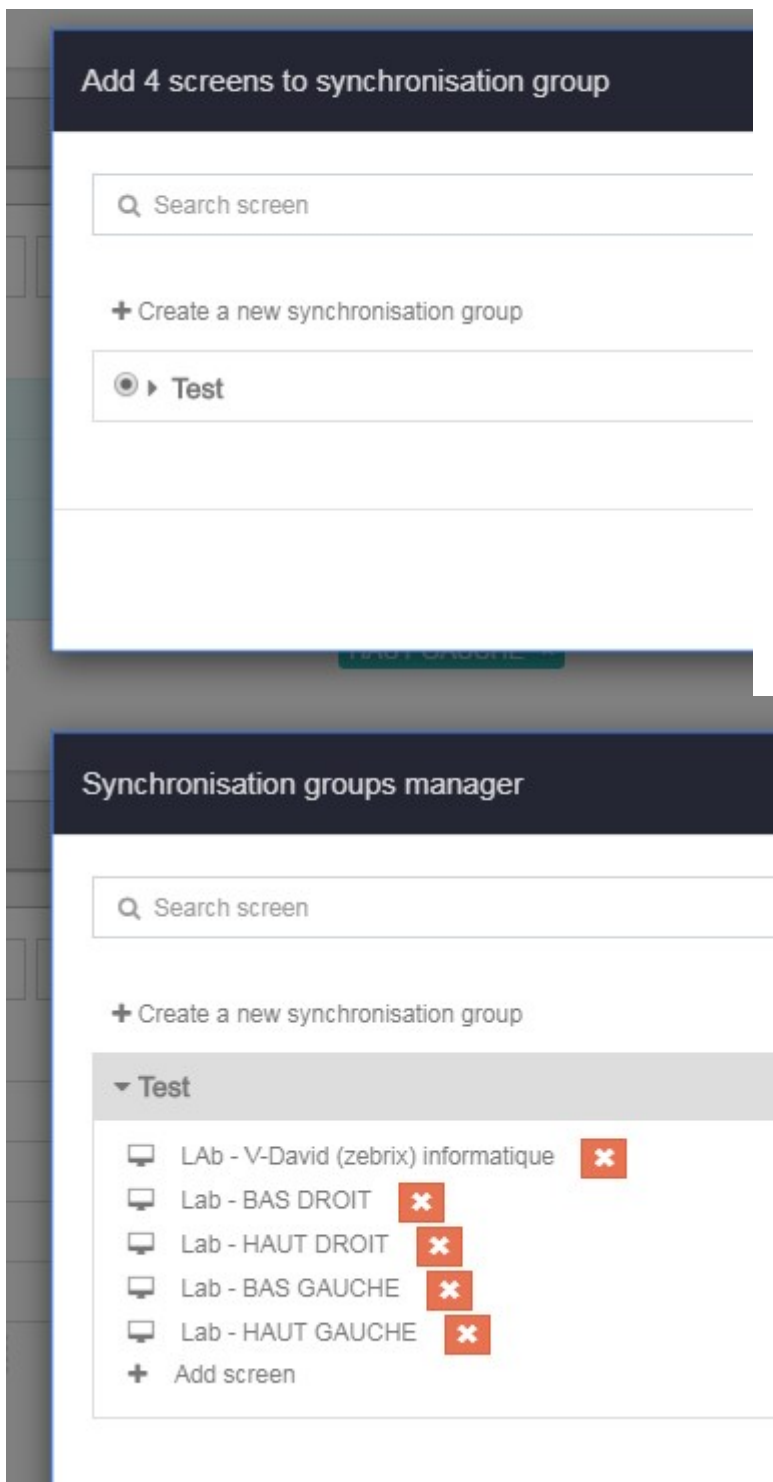 Add 4 screens to synchronisation group
Search screen
Create a new synchronisation group
Test
HAUT GAUCHE
Synchronisation groups manager
Search screen
Create a new synchronisation group
Test
LAb - V-David (zebrix) informatique
Lab - BAS DROIT
Lab - HAUT DROIT
Lab - BAS GAUCHE
Lab - HAUT GAUCHE
Add screen